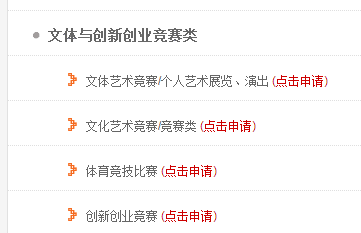 文体与创新创业竞赛类
文体艺术竞赛/个人艺术展览、演出 (点击申请)
文化艺术竞赛/竞赛类 (点击申请)
体育竞技比赛 (点击申请)
创新创业竞赛 (点击申请)